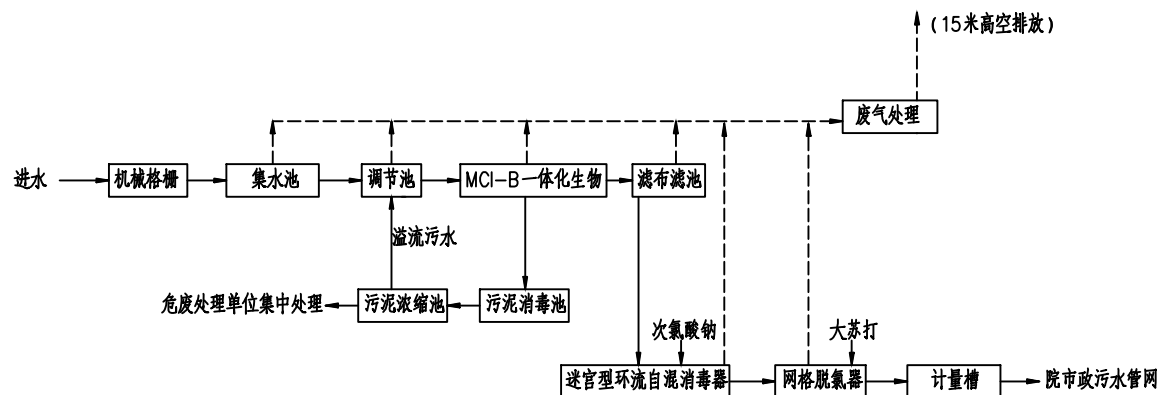 (15米高空排放)
废气处理
进水
机械格栅
集水池
调节池
MCI-B一体化生物
滤布滤池
溢流污水
危废处理单位集中处理
污泥浓缩池
污泥消毒池
次氯酸钠
大苏打
迷宫型环流自混消毒器
网格脱氯器
计量槽
院市政污水管网